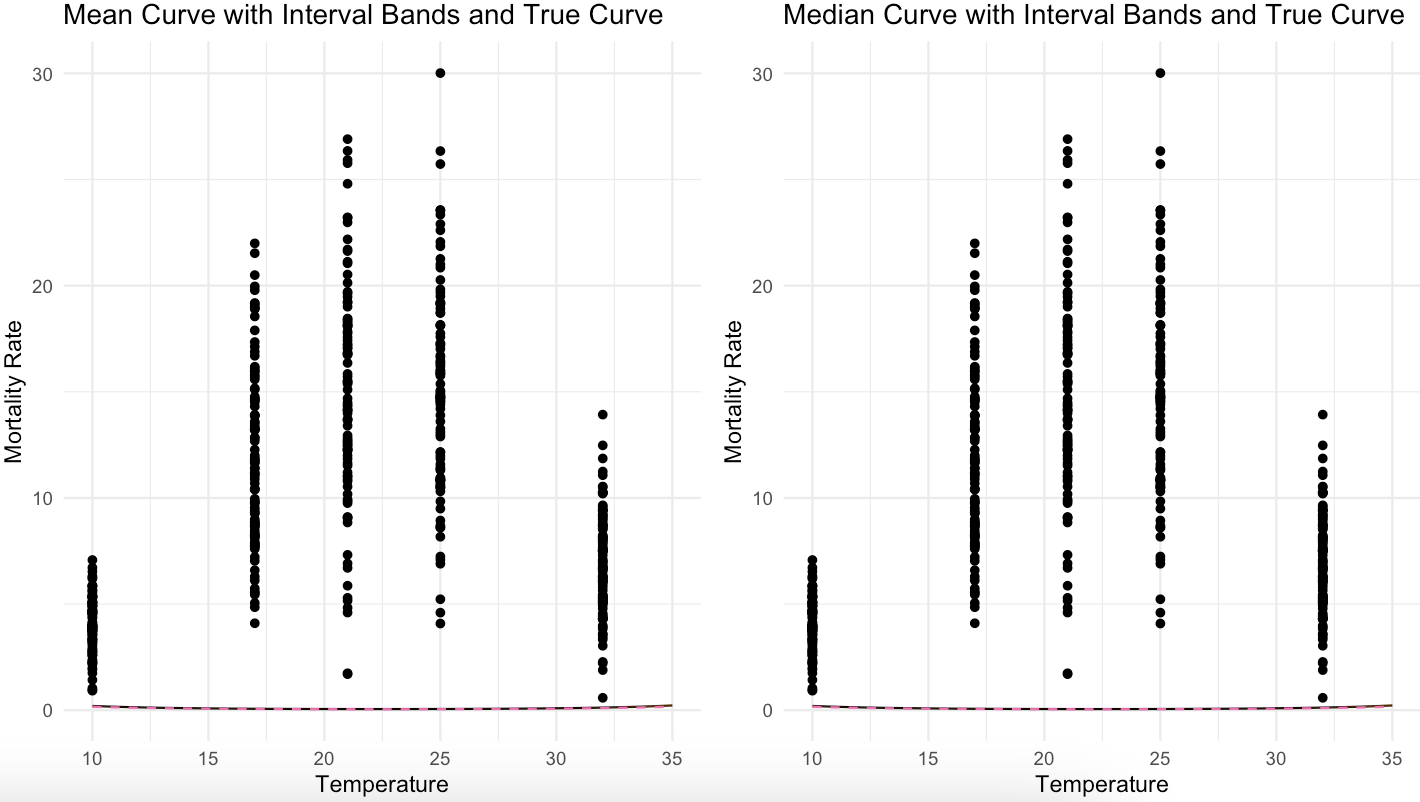 Mean Curve with Interval Bands and True Curve
30
20
10
0
Mortality Rate
10 15 20 25 30 35
Temperature
Median Curve with Interval Bands and True Curve
30
20
10
0
Mortality Rate
10 15 20 25 30 35
Temperature